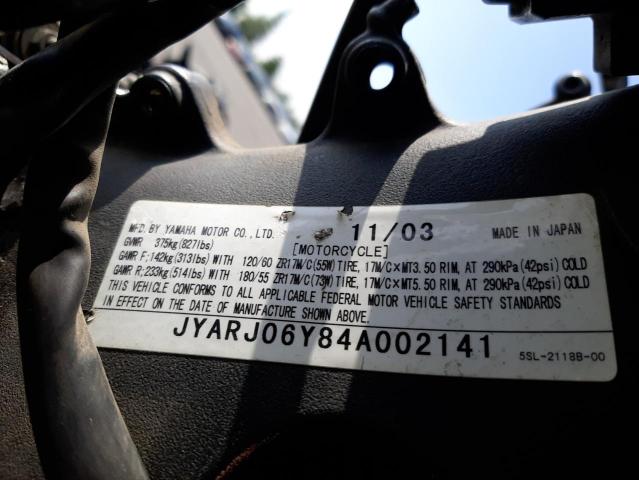 MFD. BY YAMAHA MOTOR CO., LTD. 11/03 MADE IN JAPAN
GVWR 375kg(827lbs) [MOTORCYCLE]
GAWR F:142kg(313lbs) WITH 120/60 ZR17M/C(55W) TIRE, 17M/C×MT3.50 RIM, AT 290kPa(42psi) COLD
GAWR R:233kg(514lbs) WITH 180/55 ZR17M/C(73W) TIRE, 17M/C×MT5.50 RIM, AT 290kPa(42psi) COLD
THIS VEHICLE CONFORMS TO ALL APPLICABLE FEDERAL MOTOR VEHICLE SAFETY STANDARDS
IN EFFECT ON THE DATE OF MANUFACTURE SHOWN ABOVE.
JYARJ06Y84A002141
5SL-2118B-00